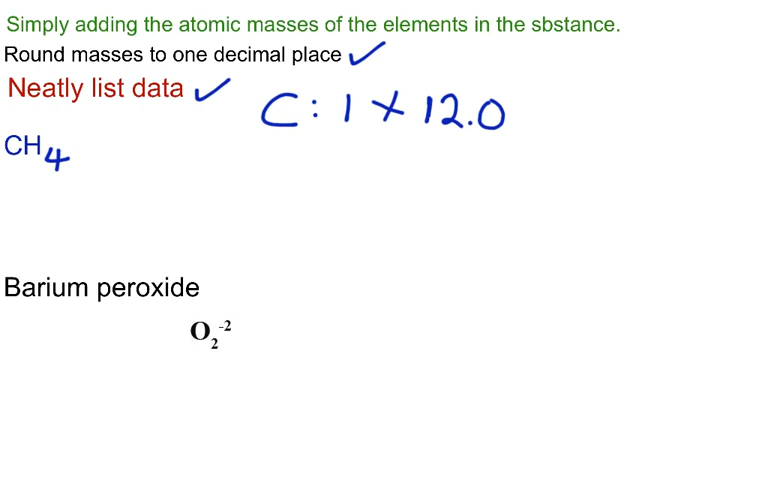 Simply adding the atomic masses of the elements in the sbstance.
Round masses to one decimal place ✓
Neatly list data ✓
C: 1 × 12.0
CH₄
Barium peroxide
O₂⁻²